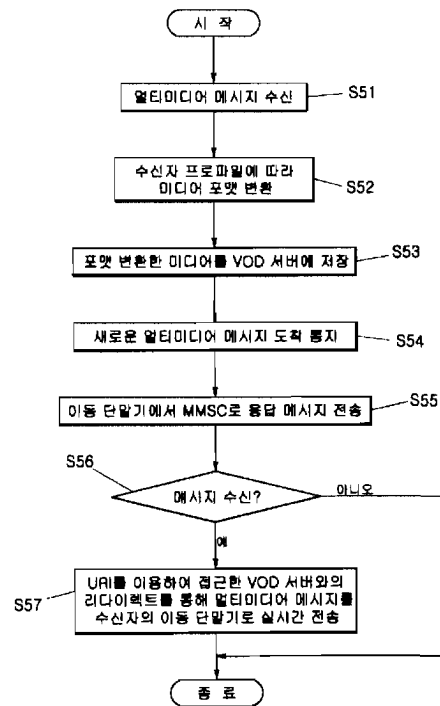 시 작
멀티미디어 메시지 수신
S51
수신자 프로파일에 따라
미디어 포맷 변환
S52
포맷 변환한 미디어를 VOD 서버에 저장
S53
새로운 멀티미디어 메시지 도착 통지
S54
이동 단말기에서 MMSC로 응답 메시지 전송
S55
S56
메시지 수신?
아니오
예
S57
URI를 이용하여 접근한 VOD 서버와의
리다이렉트를 통해 멀티미디어 메시지를
수신자의 이동 단말기로 실시간 전송
종 료